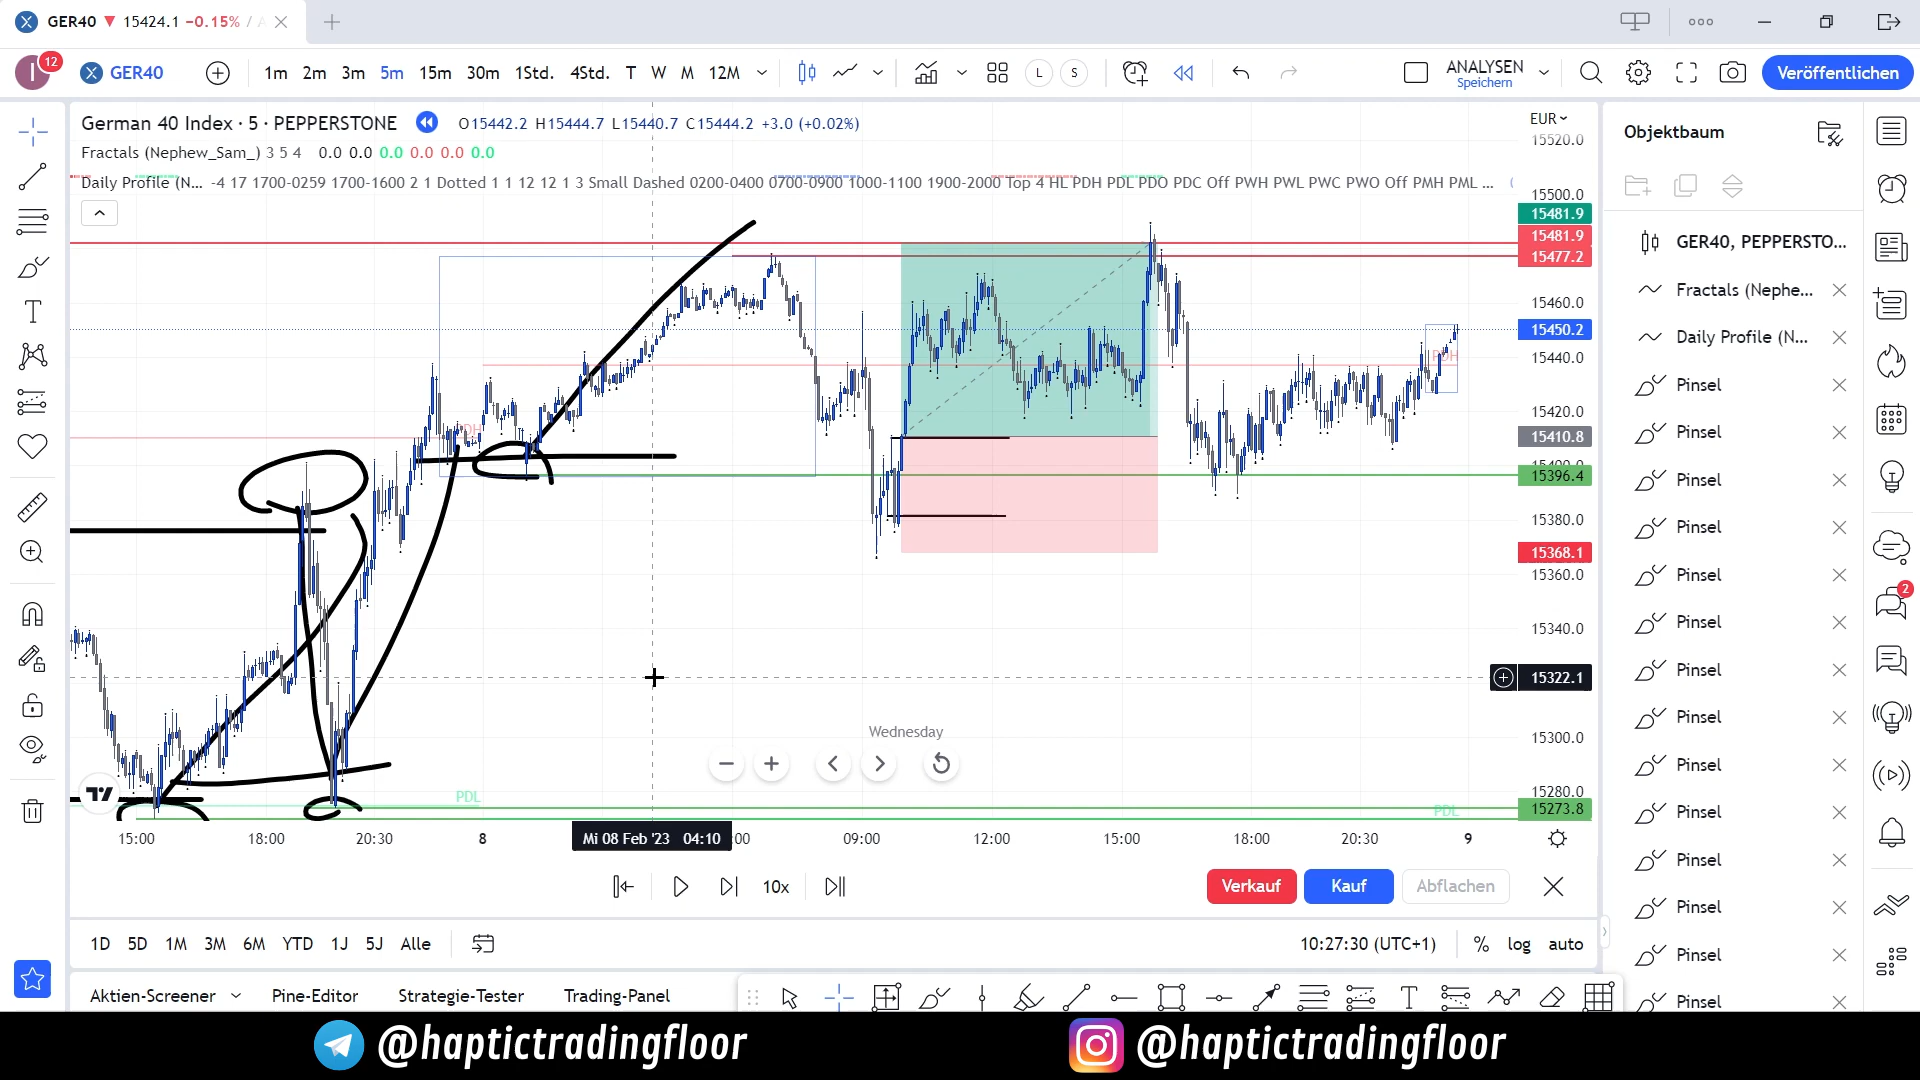 GER40 ▼ 15424.1 −0.15% /
12
I
GER40
1m 2m 3m 5m 15m 30m 1Std. 4Std. T W M 12M
L S
ANALYSEN
Speichern
Veröffentlichen
German 40 Index · 5 · PEPPERSTONE
O15442.2 H15444.7 L15440.7 C15444.2 +3.0 (+0.02%)
EUR
Fractals (Nephew_Sam_) 3 5 4 0.0 0.0 0.0 0.0 0.0 0.0
Daily Profile (N... -4 17 1700-0259 1700-1600 2 1 Dotted 1 1 12 12 1 3 Small Dashed 0200-0400 0700-0900 1000-1100 1900-2000 Top 4 HL PDH PDL PDO PDC Off PWH PWL PWC PWO Off PMH PML ...
15520.0
15500.0
15481.9
15481.9
15477.2
15460.0
15450.2
15440.0
15420.0
15410.8
15400.0
15396.4
15380.0
15368.1
15360.0
15340.0
15322.1
15300.0
15280.0
15273.8
PDH
PDH
PDL
PDL
Wednesday
15:00 18:00 20:30 8 Mi 08 Feb '23 04:10 :00 09:00 12:00 15:00 18:00 20:30 9
10x
Verkauf Kauf Abflachen
1D 5D 1M 3M 6M YTD 1J 5J Alle
10:27:30 (UTC+1) % log auto
Aktien-Screener Pine-Editor Strategie-Tester Trading-Panel
Objektbaum
GER40, PEPPERSTO...
Fractals (Nephe...
Daily Profile (N...
Pinsel
Pinsel
Pinsel
Pinsel
Pinsel
Pinsel
Pinsel
Pinsel
Pinsel
Pinsel
Pinsel
Pinsel
Pinsel
Pinsel
2
@haptictradingfloor
@haptictradingfloor